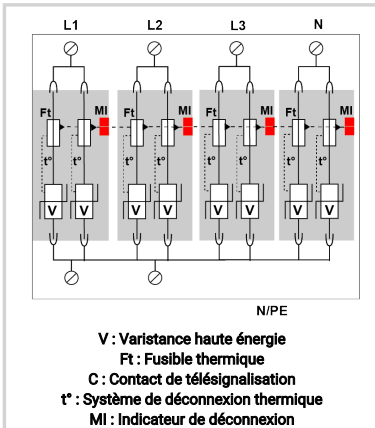 L1 L2 L3 N
Ft MI Ft MI Ft MI Ft MI
t° t° t° t° t° t° t° t°
V V V V V V V V
N/PE
V : Varistance haute énergie
Ft : Fusible thermique
C : Contact de télésignalisation
t° : Système de déconnexion thermique
MI : Indicateur de déconnexion